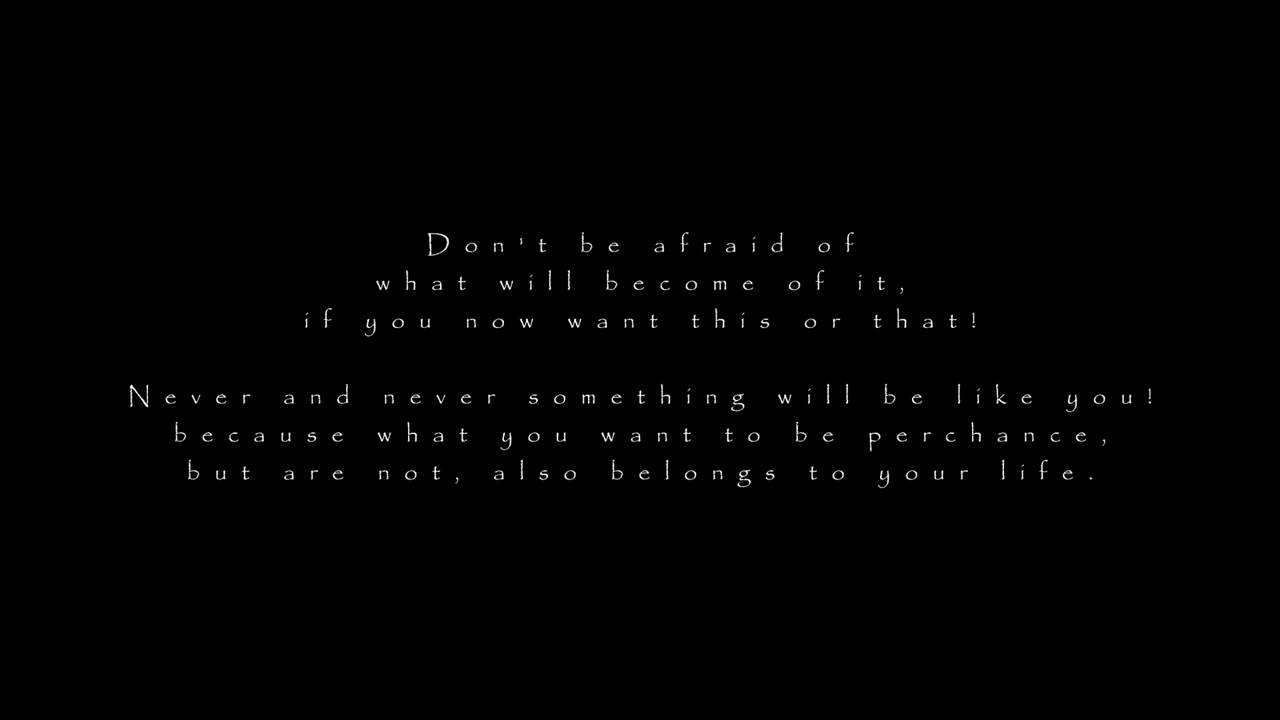 Don't be afraid of
what will become of it,
if you now want this or that!
Never and never something will be like you!
because what you want to be perchance,
but are not, also belongs to your life.